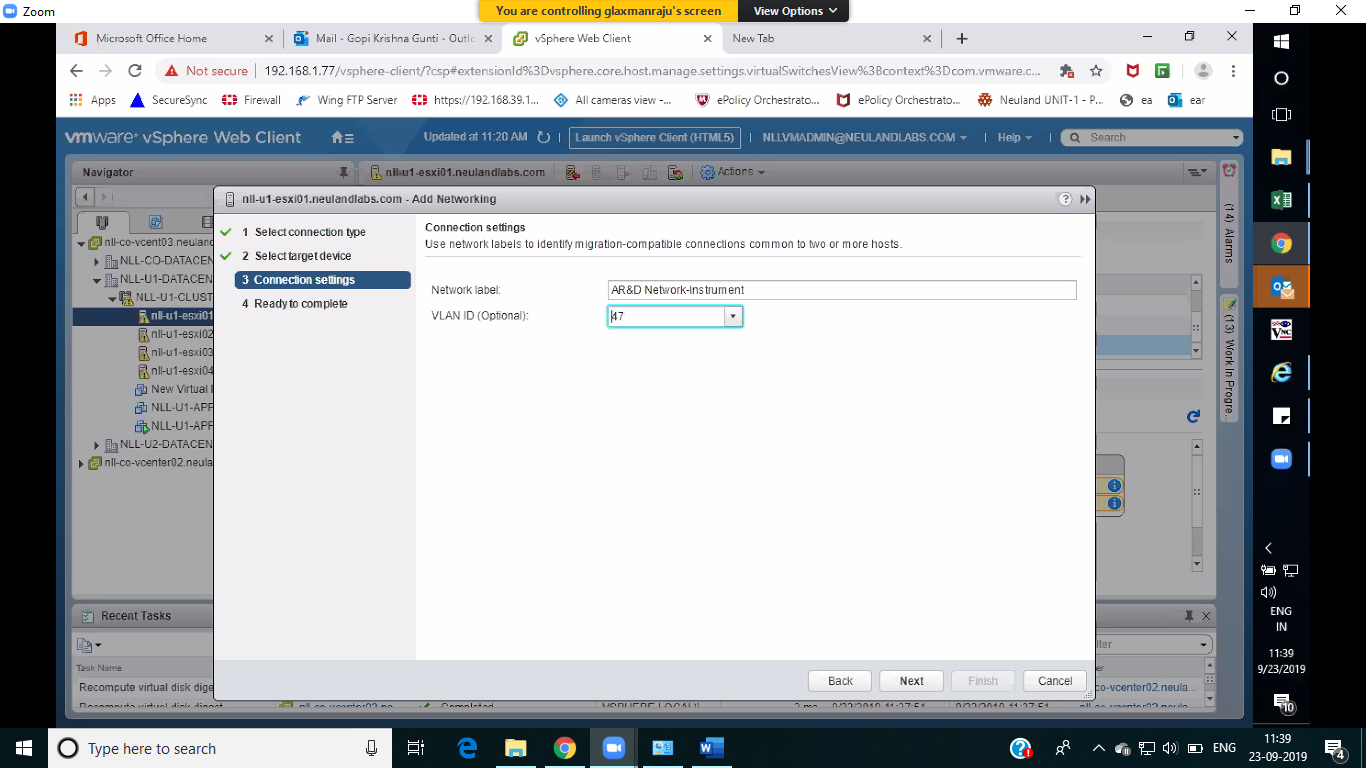 Zoom
You are controlling glaxmanraju's screen
View Options
Microsoft Office Home
Mail - Gopi Krishna Gunti - Outlo
vSphere Web Client
New Tab
Not secure
192.168.1.77/vsphere-client/?csp#extensionId%3Dvsphere.core.host.manage.settings.virtualSwitchesView%3Bcontext%3Dcom.vmware.c...
Apps
SecureSync
Firewall
Wing FTP Server
https://192.168.39.1...
All cameras view -...
ePolicy Orchestrato...
ePolicy Orchestrato...
Neuland UNIT-1 - P...
ea
ear
vmware vSphere Web Client
Updated at 11:20 AM
Launch vSphere Client (HTML5)
NLLVMADMIN@NEULANDLABS.COM
Help
Search
Navigator
nll-u1-esxi01.neulandlabs.com
Actions
nll-co-vcent03.neuland
NLL-CO-DATACEN
NLL-U1-DATACEN
NLL-U1-CLUST
nll-u1-esxi01
nll-u1-esxi02
nll-u1-esxi03
nll-u1-esxi04
New Virtual
NLL-U1-APP
NLL-U1-APP
NLL-U2-DATACEN
nll-co-vcenter02.neula
nll-u1-esxi01.neulandlabs.com - Add Networking
1 Select connection type
2 Select target device
3 Connection settings
4 Ready to complete
Connection settings
Use network labels to identify migration-compatible connections common to two or more hosts.
Network label:
AR&D Network-Instrument
VLAN ID (Optional):
47
Back
Next
Finish
Cancel
(14) Alarms
(13) Work In Progre...
Recent Tasks
Task Name
Recompute virtual disk dige
co-vcenter02.neula...
Completed
ENG
IN
11:39
9/23/2019
10
Type here to search
ENG
11:39
23-09-2019
4